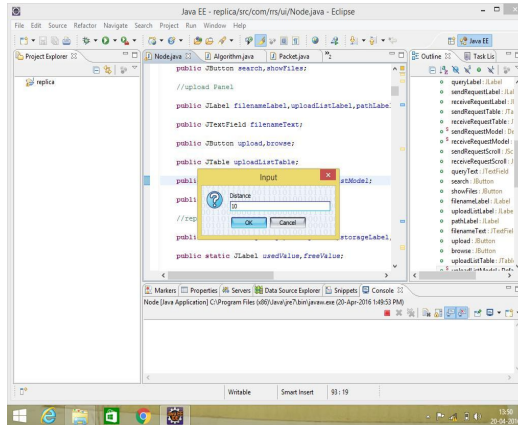 Java EE - replica/src/com/rrs/ui/Node.java - Eclipse
File Edit Source Refactor Navigate Search Project Run Window Help
Java EE
Project Explorer
Node.java Algorithm.java Packet.java
Outline Task Lis
replica
public JButton search,showFiles;
//upload Panel
public JLabel filenameLabel,uploadListLabel,pathLabel
public JTextField filenameText;
public JButton upload,browse;
public JTable uploadListTable;
Input
Distance
10
OK Cancel
public static JLabel usedValue,freeValue;
queryLabel : JLabel
sendRequestLabel : JLabel
receiveRequestLabel : JL
sendRequestTable : JTa
receiveRequestTable : J
sendRequestModel : De
receiveRequestModel :
sendRequestScroll : JSc
receiveRequestScroll : J
queryText : JTextField
search : JButton
showFiles : JButton
filenameLabel : JLabel
uploadListLabel : JLabe
pathLabel : JLabel
filenameText : JTextFiel
upload : JButton
browse : JButton
uploadListTable : JTabl
Markers Properties Servers Data Source Explorer Snippets Console
Node [Java Application] C:\Program Files (x86)\Java\jre7\bin\javaw.exe (20-Apr-2016 1:49:53 PM)
Writable Smart Insert 93 : 19
13:50
20-04-2016